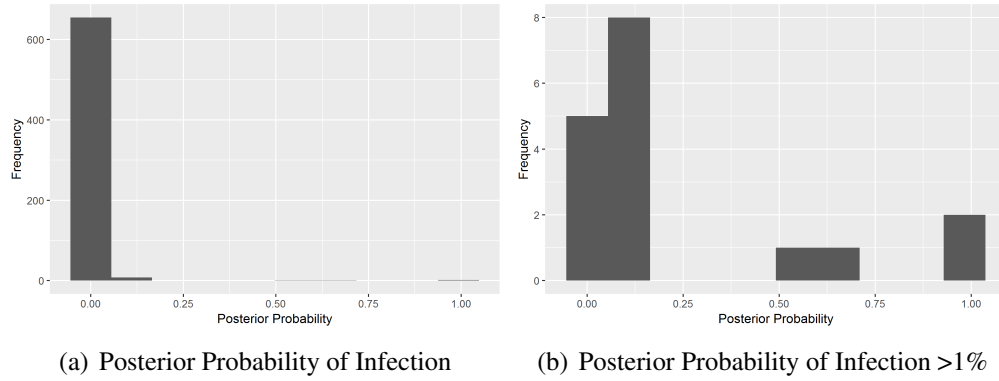 600
400
200
0
Frequency
0.00 0.25 0.50 0.75 1.00
Posterior Probability
(a) Posterior Probability of Infection
8
6
4
2
0
Frequency
0.00 0.25 0.50 0.75 1.00
Posterior Probability
(b) Posterior Probability of Infection >1%